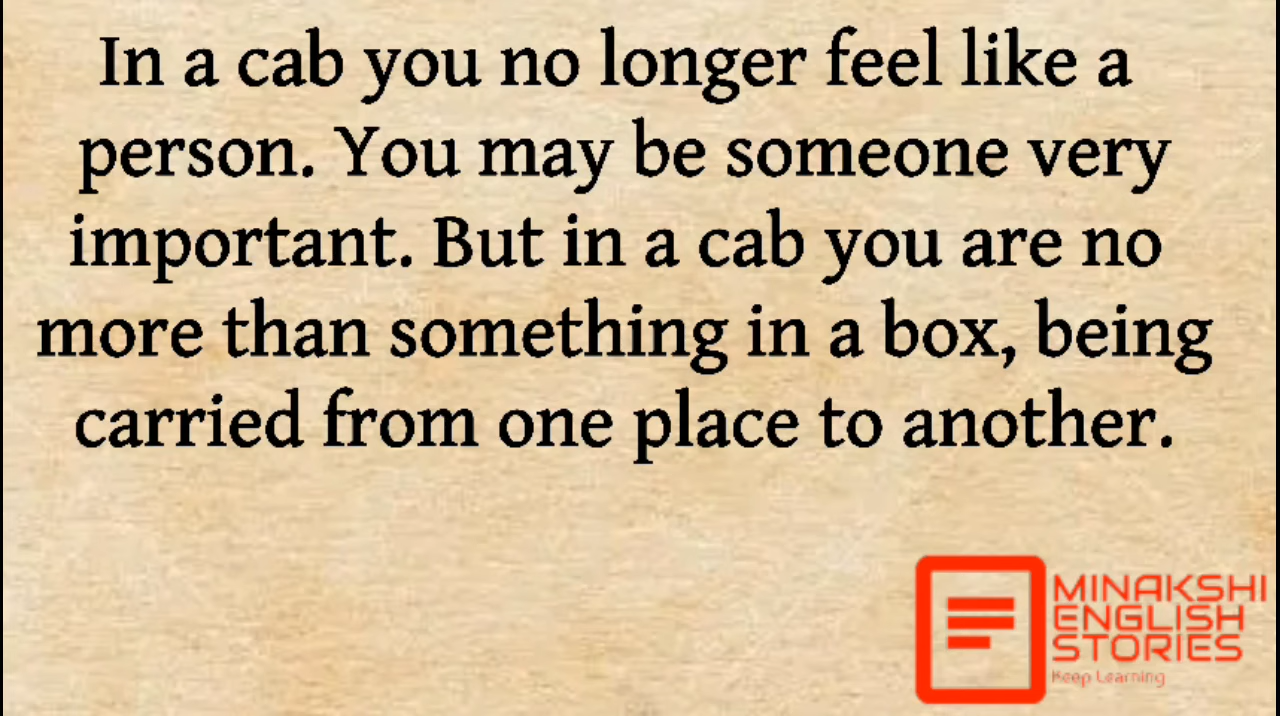 In a cab you no longer feel like a
person. You may be someone very
important. But in a cab you are no
more than something in a box, being
carried from one place to another.
MINAKSHI
ENGLISH
STORIES
Keep Learning